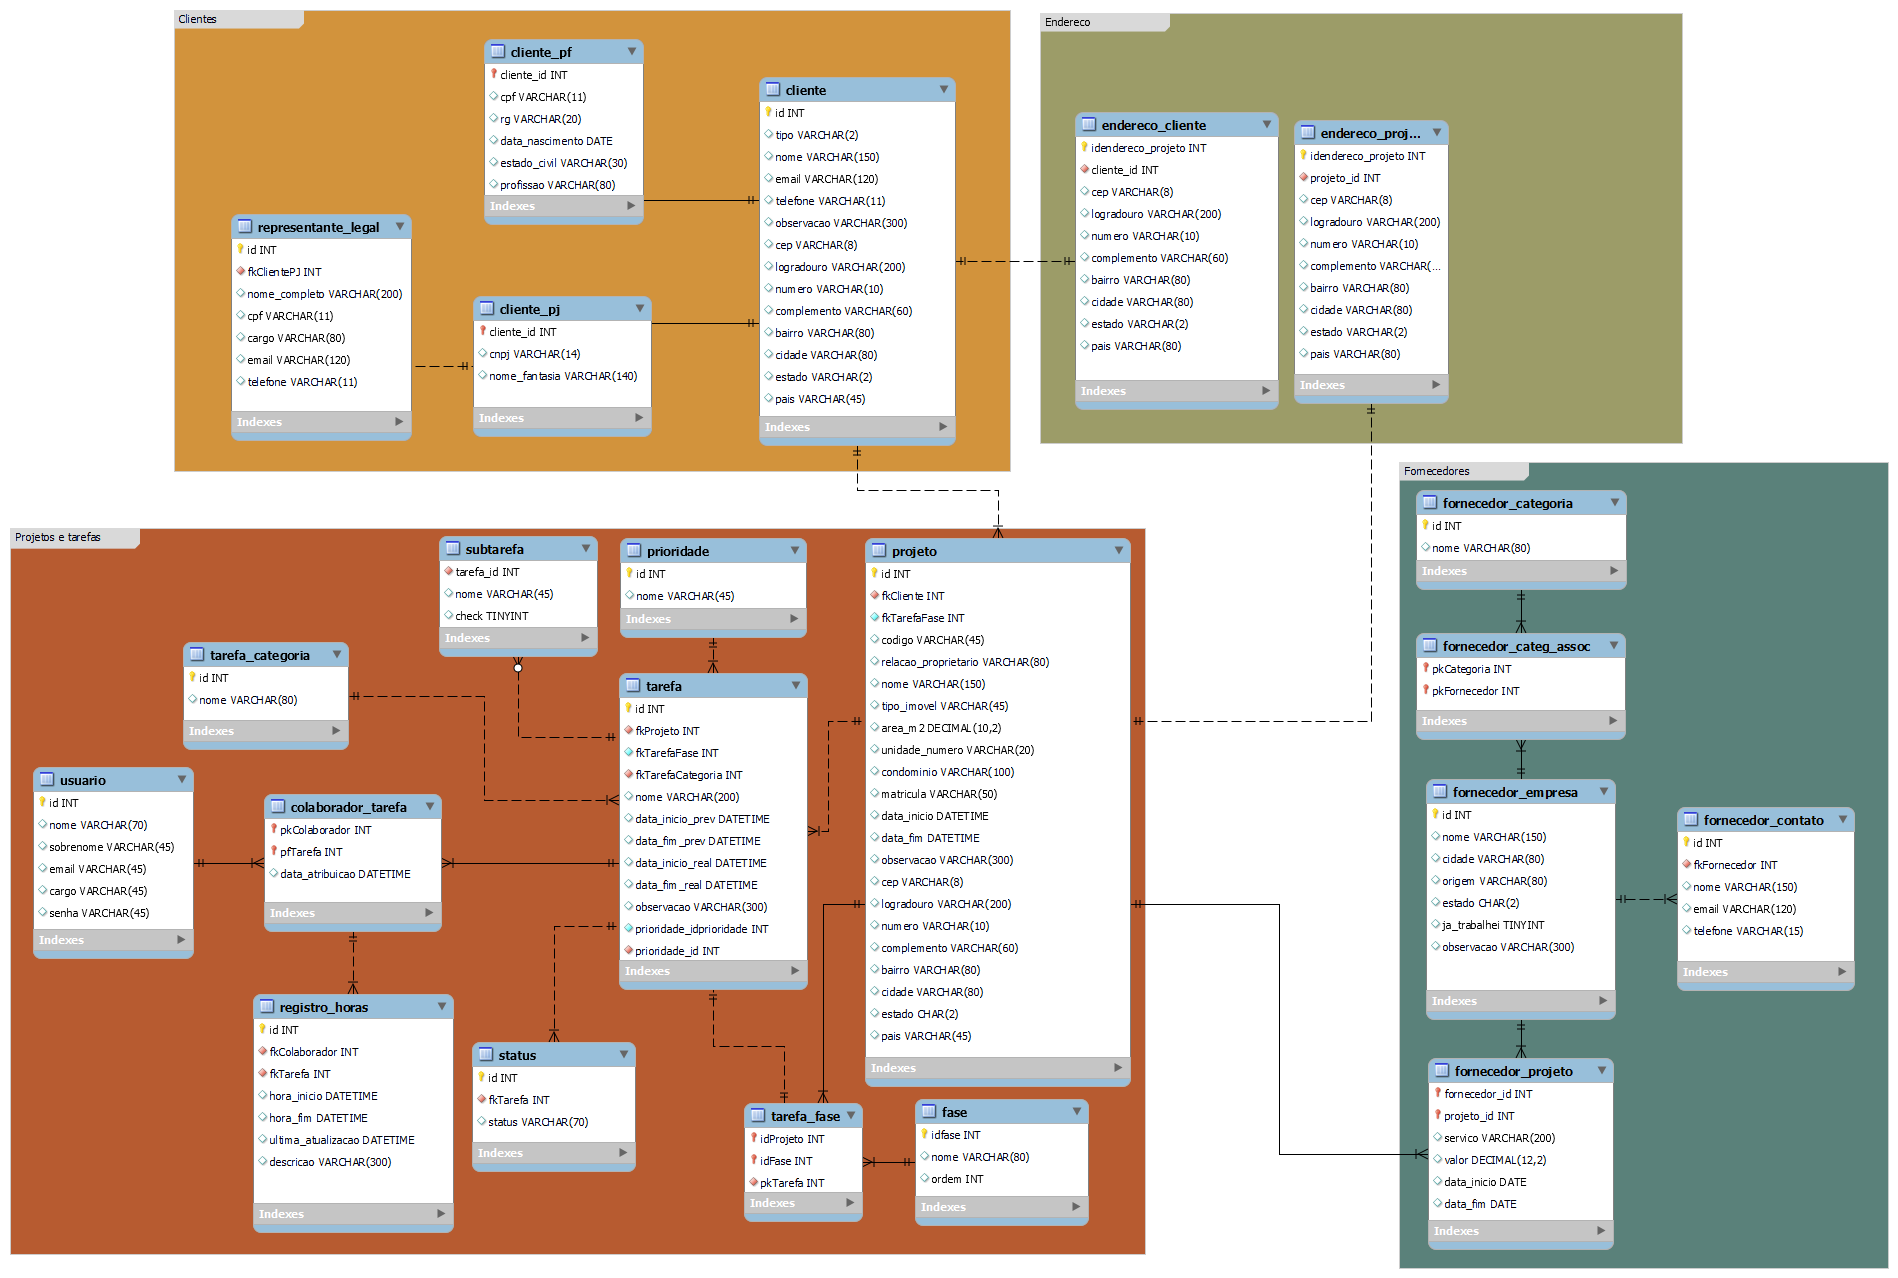 Clientes
cliente_pf
cliente_id INT
cpf VARCHAR(11)
rg VARCHAR(20)
data_nascimento DATE
estado_civil VARCHAR(30)
profissao VARCHAR(80)
Indexes
cliente
id INT
tipo VARCHAR(2)
nome VARCHAR(150)
email VARCHAR(120)
telefone VARCHAR(11)
observacao VARCHAR(300)
cep VARCHAR(8)
logradouro VARCHAR(200)
numero VARCHAR(10)
complemento VARCHAR(60)
bairro VARCHAR(80)
cidade VARCHAR(80)
estado VARCHAR(2)
pais VARCHAR(45)
Indexes
representante_legal
id INT
fkClientePJ INT
nome_completo VARCHAR(200)
cpf VARCHAR(11)
cargo VARCHAR(80)
email VARCHAR(120)
telefone VARCHAR(11)
Indexes
cliente_pj
cliente_id INT
cnpj VARCHAR(14)
nome_fantasia VARCHAR(140)
Indexes
Endereco
endereco_cliente
idendereco_projeto INT
cliente_id INT
cep VARCHAR(8)
logradouro VARCHAR(200)
numero VARCHAR(10)
complemento VARCHAR(60)
bairro VARCHAR(80)
cidade VARCHAR(80)
estado VARCHAR(2)
pais VARCHAR(80)
Indexes
endereco_proj...
idendereco_projeto INT
projeto_id INT
cep VARCHAR(8)
logradouro VARCHAR(200)
numero VARCHAR(10)
complemento VARCHAR(...
bairro VARCHAR(80)
cidade VARCHAR(80)
estado VARCHAR(2)
pais VARCHAR(80)
Indexes
Projetos e tarefas
subtarefa
tarefa_id INT
nome VARCHAR(45)
check TINYINT
Indexes
prioridade
id INT
nome VARCHAR(45)
Indexes
tarefa_categoria
id INT
nome VARCHAR(80)
Indexes
tarefa
id INT
fkProjeto INT
fkTarefaFase INT
fkTarefaCategoria INT
nome VARCHAR(200)
data_inicio_prev DATETIME
data_fim_prev DATETIME
data_inicio_real DATETIME
data_fim_real DATETIME
observacao VARCHAR(300)
prioridade_idprioridade INT
prioridade_id INT
Indexes
projeto
id INT
fkCliente INT
fkTarefaFase INT
codigo VARCHAR(45)
relacao_proprietario VARCHAR(80)
nome VARCHAR(150)
tipo_imovel VARCHAR(45)
area_m2 DECIMAL(10,2)
unidade_numero VARCHAR(20)
condominio VARCHAR(100)
matricula VARCHAR(50)
data_inicio DATETIME
data_fim DATETIME
observacao VARCHAR(300)
cep VARCHAR(8)
logradouro VARCHAR(200)
numero VARCHAR(10)
complemento VARCHAR(60)
bairro VARCHAR(80)
cidade VARCHAR(80)
estado CHAR(2)
pais VARCHAR(45)
Indexes
usuario
id INT
nome VARCHAR(70)
sobrenome VARCHAR(45)
email VARCHAR(45)
cargo VARCHAR(45)
senha VARCHAR(45)
Indexes
colaborador_tarefa
pkColaborador INT
pfTarefa INT
data_atribuicao DATETIME
Indexes
registro_horas
id INT
fkColaborador INT
fkTarefa INT
hora_inicio DATETIME
hora_fim DATETIME
ultima_atualizacao DATETIME
descricao VARCHAR(300)
Indexes
status
id INT
fkTarefa INT
status VARCHAR(70)
Indexes
tarefa_fase
idProjeto INT
idFase INT
pkTarefa INT
Indexes
fase
idfase INT
nome VARCHAR(80)
ordem INT
Indexes
Fornecedores
fornecedor_categoria
id INT
nome VARCHAR(80)
Indexes
fornecedor_categ_assoc
pkCategoria INT
pkFornecedor INT
Indexes
fornecedor_empresa
id INT
nome VARCHAR(150)
cidade VARCHAR(80)
origem VARCHAR(80)
estado CHAR(2)
ja_trabalhei TINYINT
observacao VARCHAR(300)
Indexes
fornecedor_contato
id INT
fkFornecedor INT
nome VARCHAR(150)
email VARCHAR(120)
telefone VARCHAR(15)
Indexes
fornecedor_projeto
fornecedor_id INT
projeto_id INT
servico VARCHAR(200)
valor DECIMAL(12,2)
data_inicio DATE
data_fim DATE
Indexes